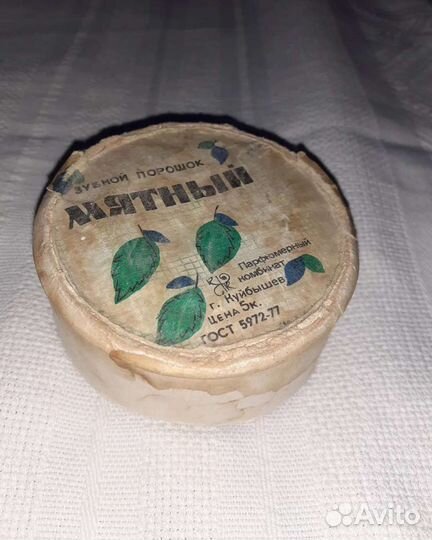 ЗУБНОЙ ПОРОШОК
МЯТНЫЙ
Парфюмерный
комбинат
г. Куйбышев
ЦЕНА 5к.
ГОСТ 5972-77
Avito